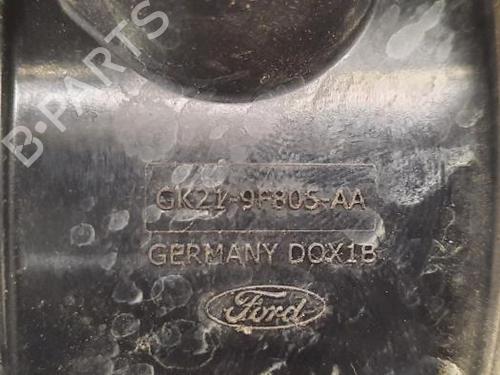 B-PARTS
GK21-9F805-AA
GERMANY DOX1B
Ford